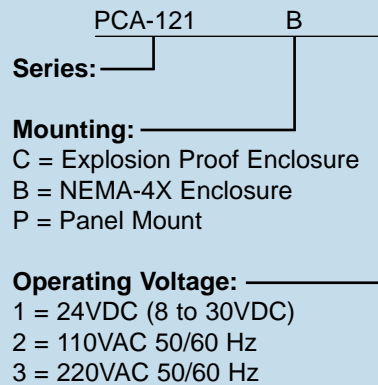 PCA-121 B
Series:
Mounting:
C = Explosion Proof Enclosure
B = NEMA-4X Enclosure
P = Panel Mount
Operating Voltage:
1 = 24VDC (8 to 30VDC)
2 = 110VAC 50/60 Hz
3 = 220VAC 50/60 Hz